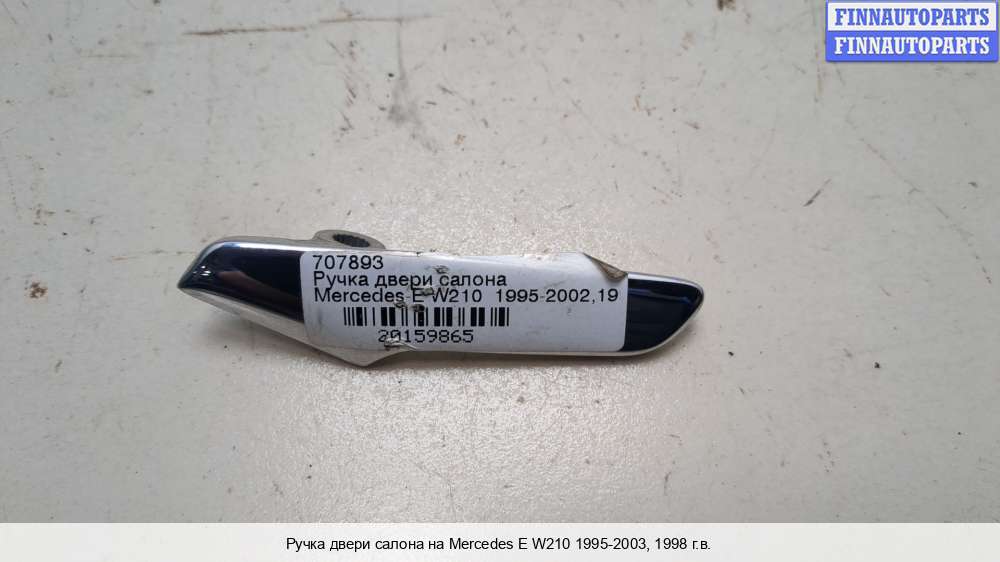 FINNAUTOPARTS
FINNAUTOPARTS
707893
Ручка двери салона
Mercedes E W210 1995-2002,19
20159865
Ручка двери салона на Mercedes E W210 1995-2003, 1998 г.в.